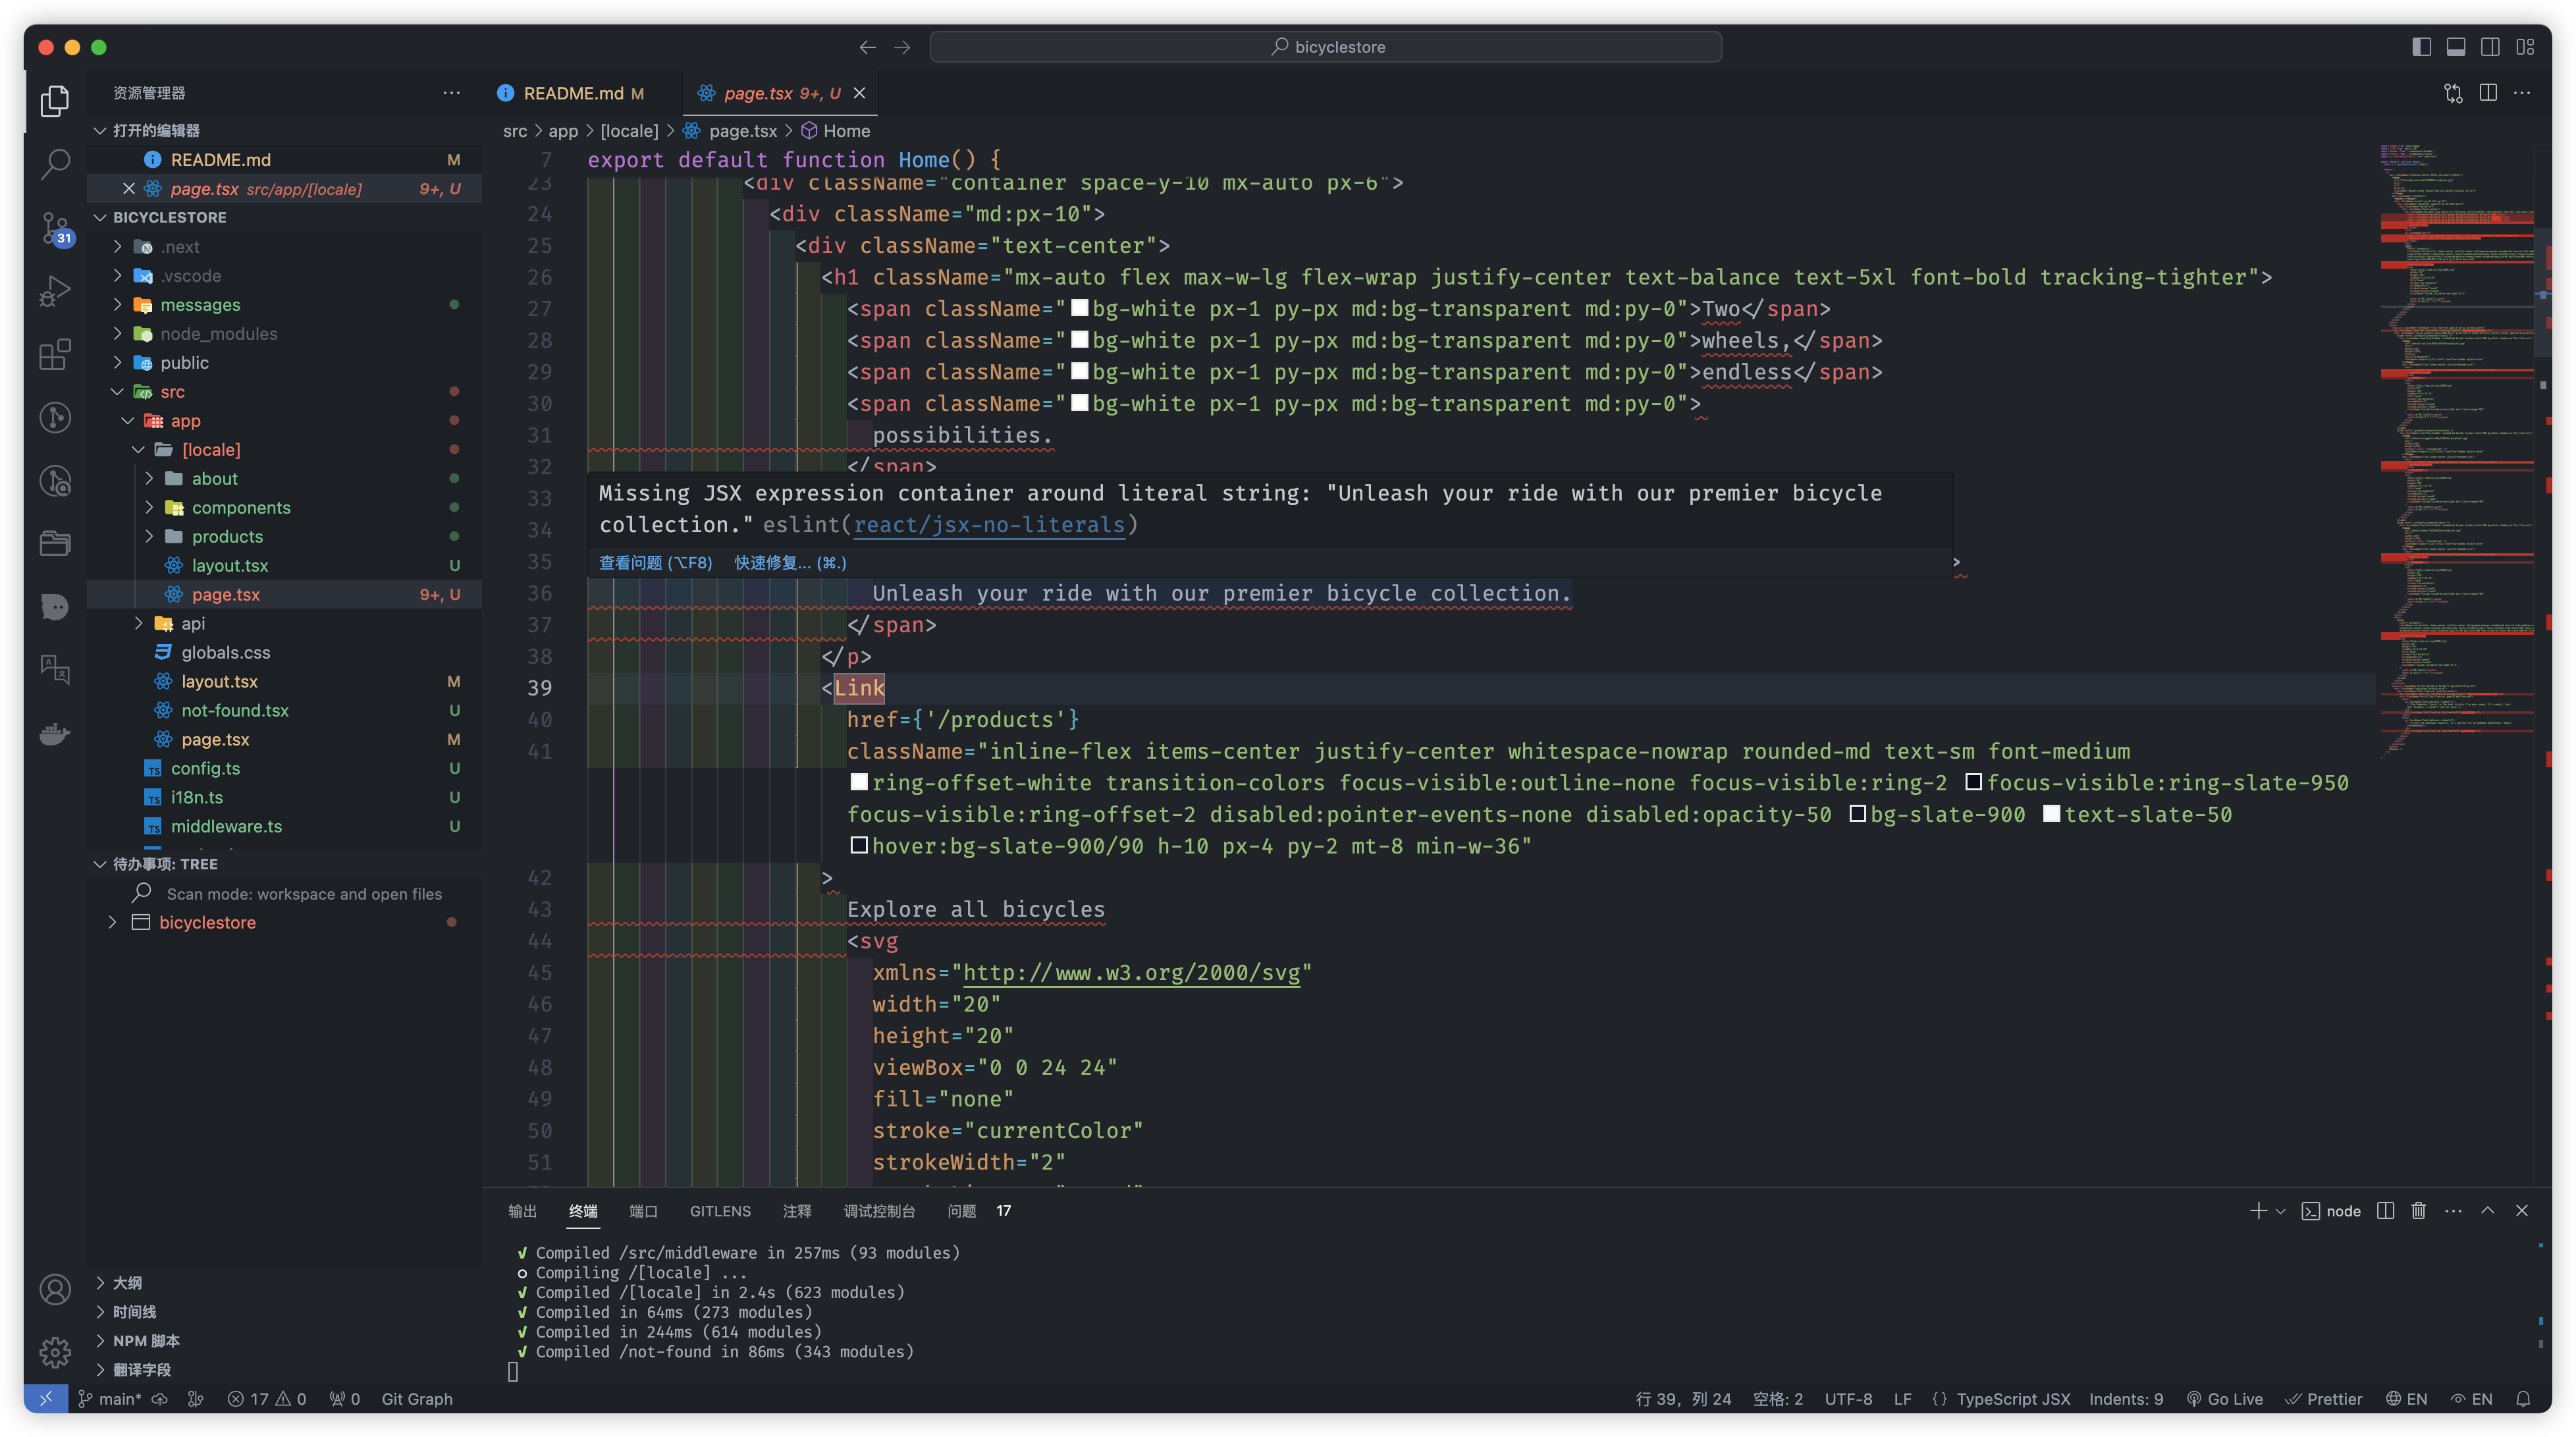 bicyclestore
资源管理器
README.md M
page.tsx 9+, U
打开的编辑器
README.md M
page.tsx src/app/[locale] 9+, U
BICYCLESTORE
.next
.vscode
messages
node_modules
public
src
app
[locale]
about
components
products
layout.tsx U
page.tsx 9+, U
api
globals.css
layout.tsx M
not-found.tsx U
page.tsx M
config.ts U
i18n.ts U
middleware.ts U
待办事项: TREE
Scan mode: workspace and open files
bicyclestore
大纲
时间线
NPM 脚本
翻译字段
31
src > app > [locale] > page.tsx > Home
7 export default function Home() {
23 <div className="container space-y-10 mx-auto px-6">
24 <div className="md:px-10">
25 <div className="text-center">
26 <h1 className="mx-auto flex max-w-lg flex-wrap justify-center text-balance text-5xl font-bold tracking-tighter">
27 <span className="bg-white px-1 py-px md:bg-transparent md:py-0">Two</span>
28 <span className="bg-white px-1 py-px md:bg-transparent md:py-0">wheels,</span>
29 <span className="bg-white px-1 py-px md:bg-transparent md:py-0">endless</span>
30 <span className="bg-white px-1 py-px md:bg-transparent md:py-0">
31 possibilities.
32 </span>
33 Missing JSX expression container around literal string: "Unleash your ride with our premier bicycle
34 collection." eslint(react/jsx-no-literals)
35 >
查看问题 (⌥F8) 快速修复... (⌘.)
36 Unleash your ride with our premier bicycle collection.
37 </span>
38 </p>
39 <Link
40 href={'/products'}
41 className="inline-flex items-center justify-center whitespace-nowrap rounded-md text-sm font-medium
ring-offset-white transition-colors focus-visible:outline-none focus-visible:ring-2 focus-visible:ring-slate-950
focus-visible:ring-offset-2 disabled:pointer-events-none disabled:opacity-50 bg-slate-900 text-slate-50
hover:bg-slate-900/90 h-10 px-4 py-2 mt-8 min-w-36"
42 >
43 Explore all bicycles
44 <svg
45 xmlns="http://www.w3.org/2000/svg"
46 width="20"
47 height="20"
48 viewBox="0 0 24 24"
49 fill="none"
50 stroke="currentColor"
51 strokeWidth="2"
输出 终端 端口 GITLENS 注释 调试控制台 问题 17
node
✓ Compiled /src/middleware in 257ms (93 modules)
○ Compiling /[locale] ...
✓ Compiled /[locale] in 2.4s (623 modules)
✓ Compiled in 64ms (273 modules)
✓ Compiled in 244ms (614 modules)
✓ Compiled /not-found in 86ms (343 modules)
main* 17 0 0 Git Graph
行 39，列 24 空格: 2 UTF-8 LF {} TypeScript JSX Indents: 9 Go Live Prettier EN EN